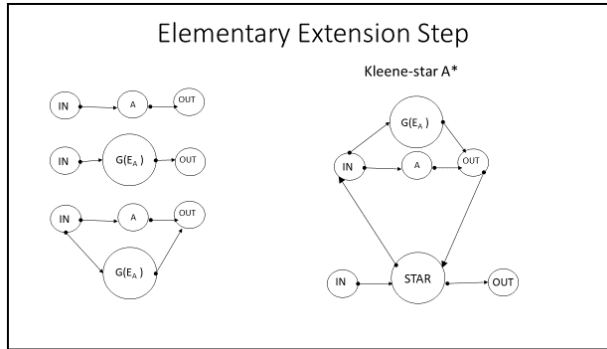 Elementary Extension Step
Kleene-star A*
IN A OUT
IN G(E_A) OUT
IN A OUT
G(E_A)
G(E_A)
IN A OUT
STAR
IN OUT